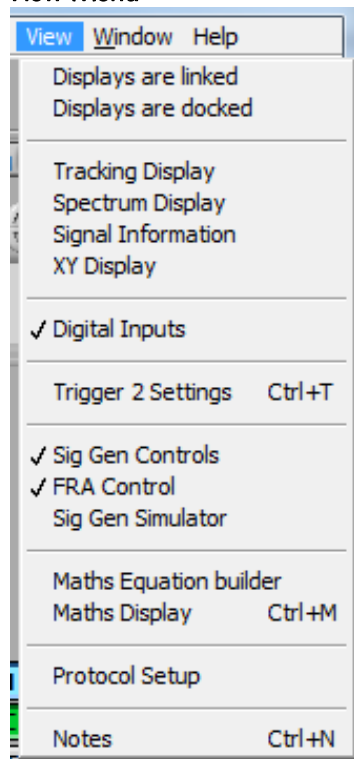 View Window Help
Displays are linked
Displays are docked
Tracking Display
Spectrum Display
Signal Information
XY Display
✓ Digital Inputs
Trigger 2 Settings Ctrl+T
✓ Sig Gen Controls
✓ FRA Control
Sig Gen Simulator
Maths Equation builder
Maths Display Ctrl+M
Protocol Setup
Notes Ctrl+N